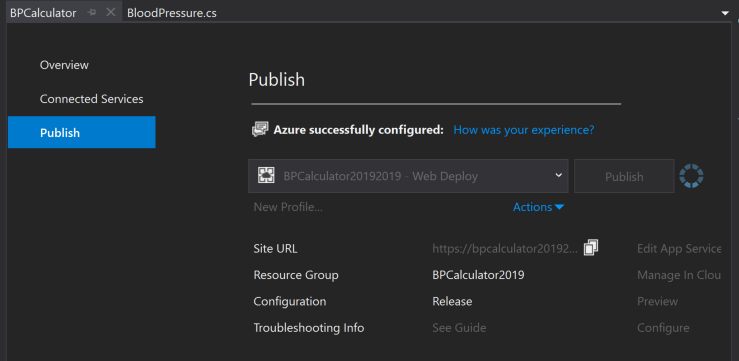 BPCalculator
BloodPressure.cs
Overview
Connected Services
Publish
Publish
Azure successfully configured: How was your experience?
BPCalculator20192019 - Web Deploy
Publish
New Profile...
Actions
Site URL https://bpcalculator20192... Edit App Service
Resource Group BPCalculator2019 Manage In Clou
Configuration Release Preview
Troubleshooting Info See Guide Configure